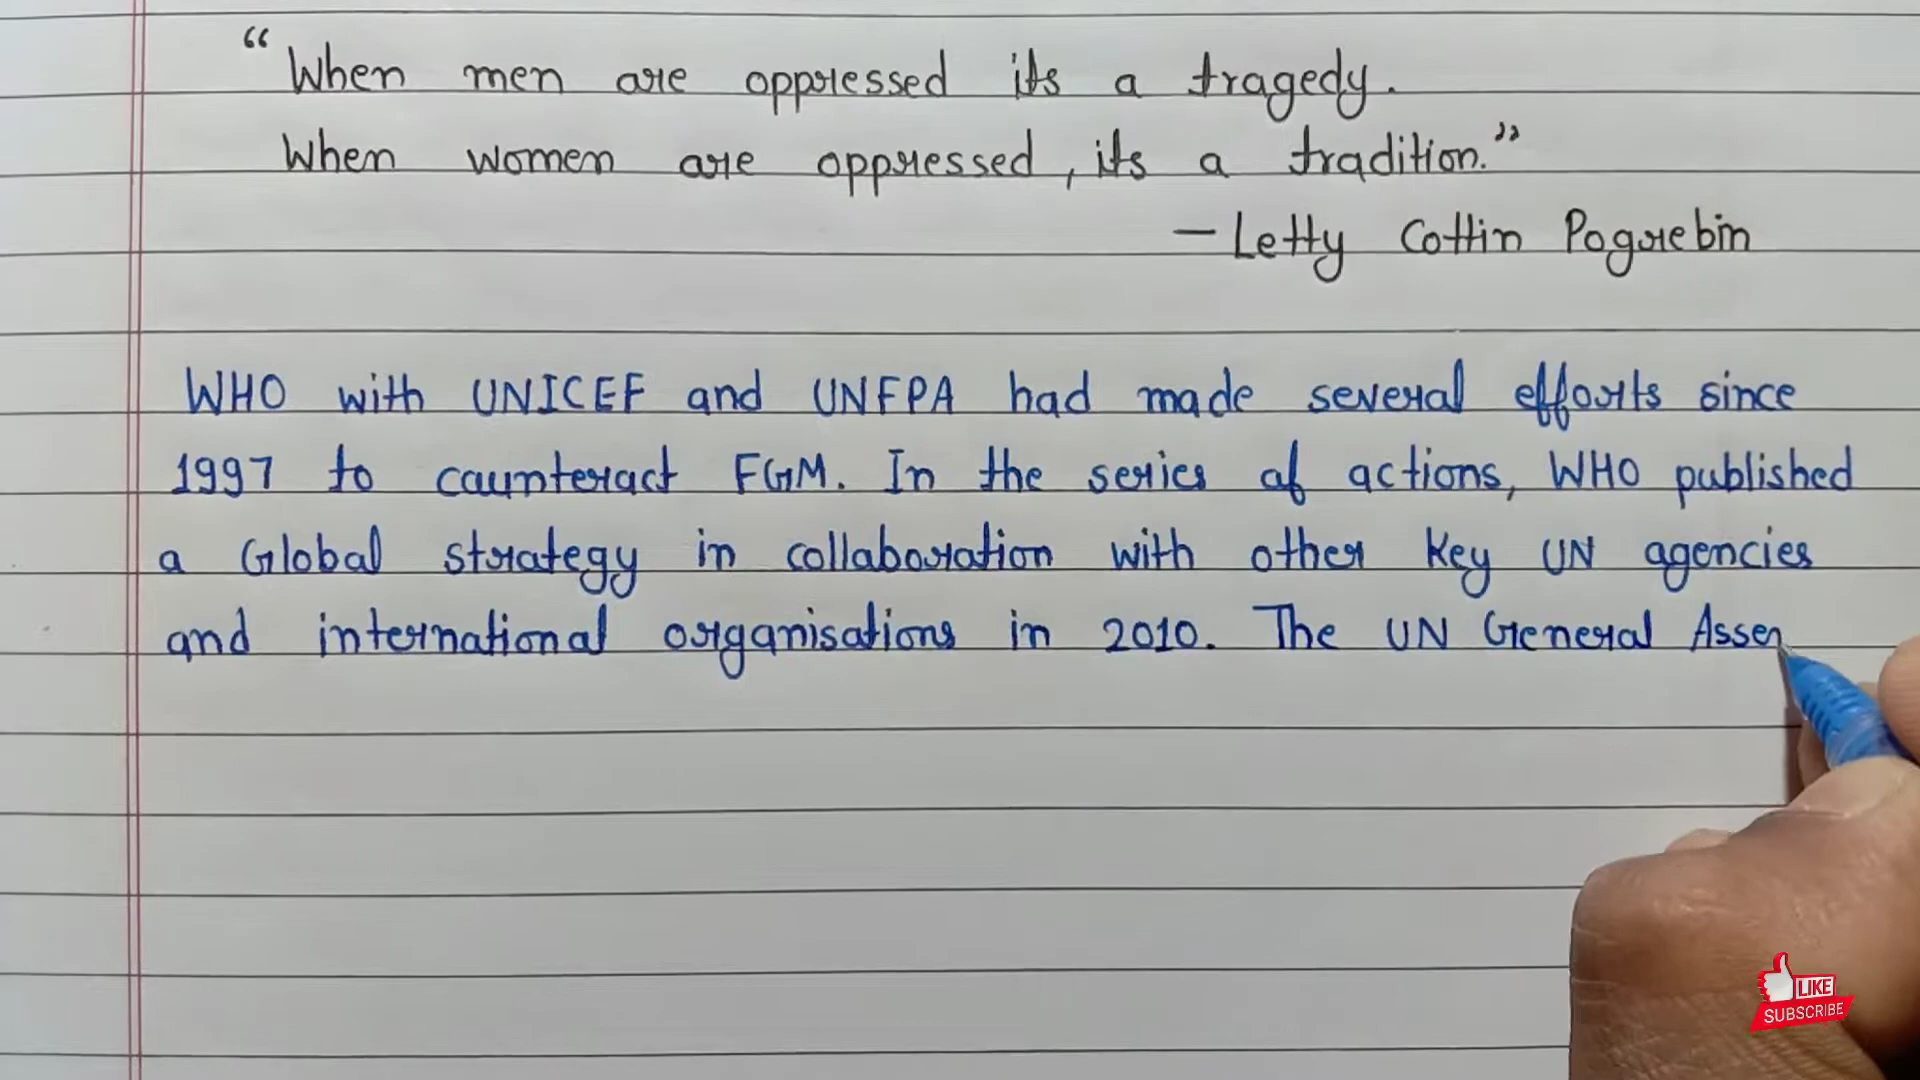 “When men are oppressed its a tragedy.
When women are oppressed, its a tradition.”
- Letty Cottin Pogrebin
WHO with UNICEF and UNFPA had made several efforts since
1997 to counteract FGM. In the series of actions, WHO published
a Global strategy in collaboration with other key UN agencies
and international organisations in 2010. The UN General Assem
LIKE
SUBSCRIBE